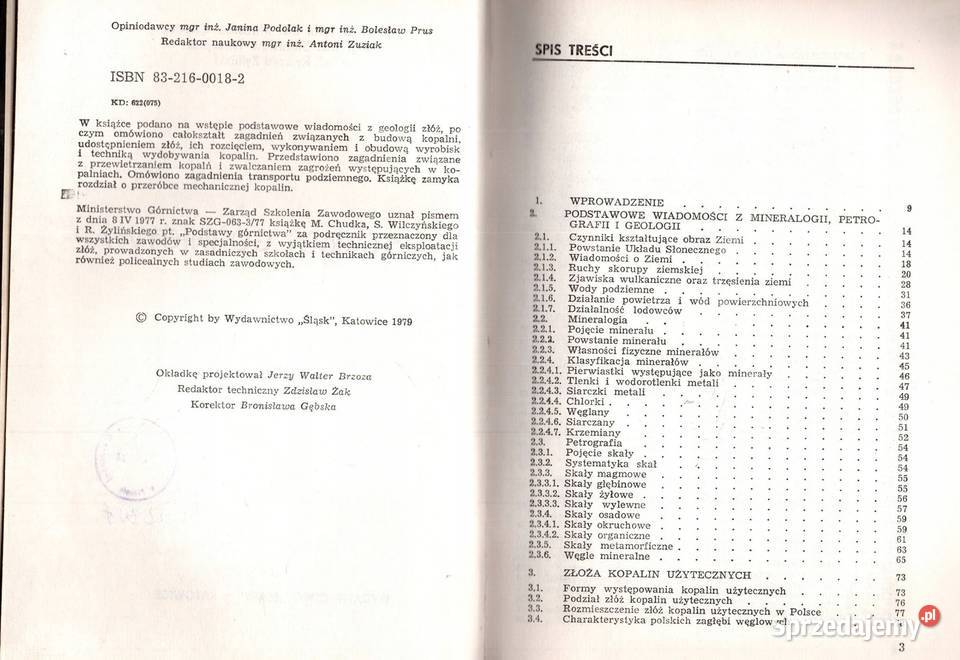 Opiniodawcy mgr inż. Janina Podolak i mgr inż. Bolesław Prus
Redaktor naukowy mgr inż. Antoni Zuziak
ISBN 83-216-0018-2
KD: 622(075)
W książce podano na wstępie podstawowe wiadomości z geologii złóż, po
czym omówiono całokształt zagadnień związanych z budową kopalni,
udostępnieniem złóż, ich rozcięciem, wykonywaniem i obudową wyrobisk
i techniką wydobywania kopalin. Przedstawiono zagadnienia związane
z przewietrzaniem kopalń i zwalczaniem zagrożeń występujących w ko-
palniach. Omówiono zagadnienia transportu podziemnego. Książkę zamyka
rozdział o przeróbce mechanicznej kopalin.
Ministerstwo Górnictwa — Zarząd Szkolenia Zawodowego uznał pismem
z dnia 8 IV 1977 r. znak SZG-063-3/77 książkę M. Chudka, S. Wilczyńskiego
i R. Żylińskiego pt. „Podstawy górnictwa" za podręcznik przeznaczony dla
wszystkich zawodów i specjalności, z wyjątkiem technicznej eksploatacji
złóż, prowadzonych w zasadniczych szkołach i technikach górniczych, jak
również policealnych studiach zawodowych.
© Copyright by Wydawnictwo „Śląsk", Katowice 1979
Okładkę projektował Jerzy Walter Brzoza
Redaktor techniczny Zdzisław Żak
Korektor Bronisława Gębska
SPIS TREŚCI
1. WPROWADZENIE . . . . . . . . 9
2. PODSTAWOWE WIADOMOŚCI Z MINERALOGII, PETRO-
GRAFII I GEOLOGII . . . . . . . . 14
2.1. Czynniki kształtujące obraz Ziemi . . . . . . 14
2.1.1. Powstanie Układu Słonecznego . . . . . . 14
2.1.2. Wiadomości o Ziemi . . . . . . . . 18
2.1.3. Ruchy skorupy ziemskiej . . . . . . . 20
2.1.4. Zjawiska wulkaniczne oraz trzęsienia ziemi . . . . 28
2.1.5. Wody podziemne . . . . . . . . 31
2.1.6. Działanie powietrza i wód powierzchniowych . . . . 36
2.1.7. Działalność lodowców . . . . . . . 37
2.2. Mineralogia . . . . . . . . 41
2.2.1. Pojęcie minerału . . . . . . . . 41
2.2.2. Powstanie minerału . . . . . . . . 41
2.2.3. Własności fizyczne minerałów . . . . . . 43
2.2.4. Klasyfikacja minerałów . . . . . . . 45
2.2.4.1. Pierwiastki występujące jako minerały . . . . . 46
2.2.4.2. Tlenki i wodorotlenki metali . . . . . . 47
2.2.4.3. Siarczki metali . . . . . . . . 49
2.2.4.4. Chlorki . . . . . . . . 49
2.2.4.5. Węglany . . . . . . . . 50
2.2.4.6. Siarczany . . . . . . . . 51
2.2.4.7. Krzemiany . . . . . . . . 52
2.3. Petrografia . . . . . . . . 54
2.3.1. Pojęcie skały . . . . . . . . 54
2.3.2. Systematyka skał . . . . . . . . 54
2.3.3. Skały magmowe . . . . . . . . 55
2.3.3.1. Skały głębinowe . . . . . . . . 55
2.3.3.2. Skały żyłowe . . . . . . . . 56
2.3.3.3. Skały wylewne . . . . . . . . 57
2.3.4. Skały osadowe . . . . . . . . 59
2.3.4.1. Skały okruchowe . . . . . . . . 59
2.3.4.2. Skały organiczne . . . . . . . . 61
2.3.5. Skały metamorficzne . . . . . . . . 63
2.3.6. Węgle mineralne . . . . . . . . 65
3. ZŁOŻA KOPALIN UŻYTECZNYCH . . . . . . 73
3.1. Formy występowania kopalin użytecznych . . . . . 73
3.2. Podział złóż kopalin użytecznych . . . . . . 76
3.3. Rozmieszczenie złóż kopalin użytecznych w Polsce . . . 77
3.4. Charakterystyka polskich zagłębi węglowych
3
sprzedajemy.pl